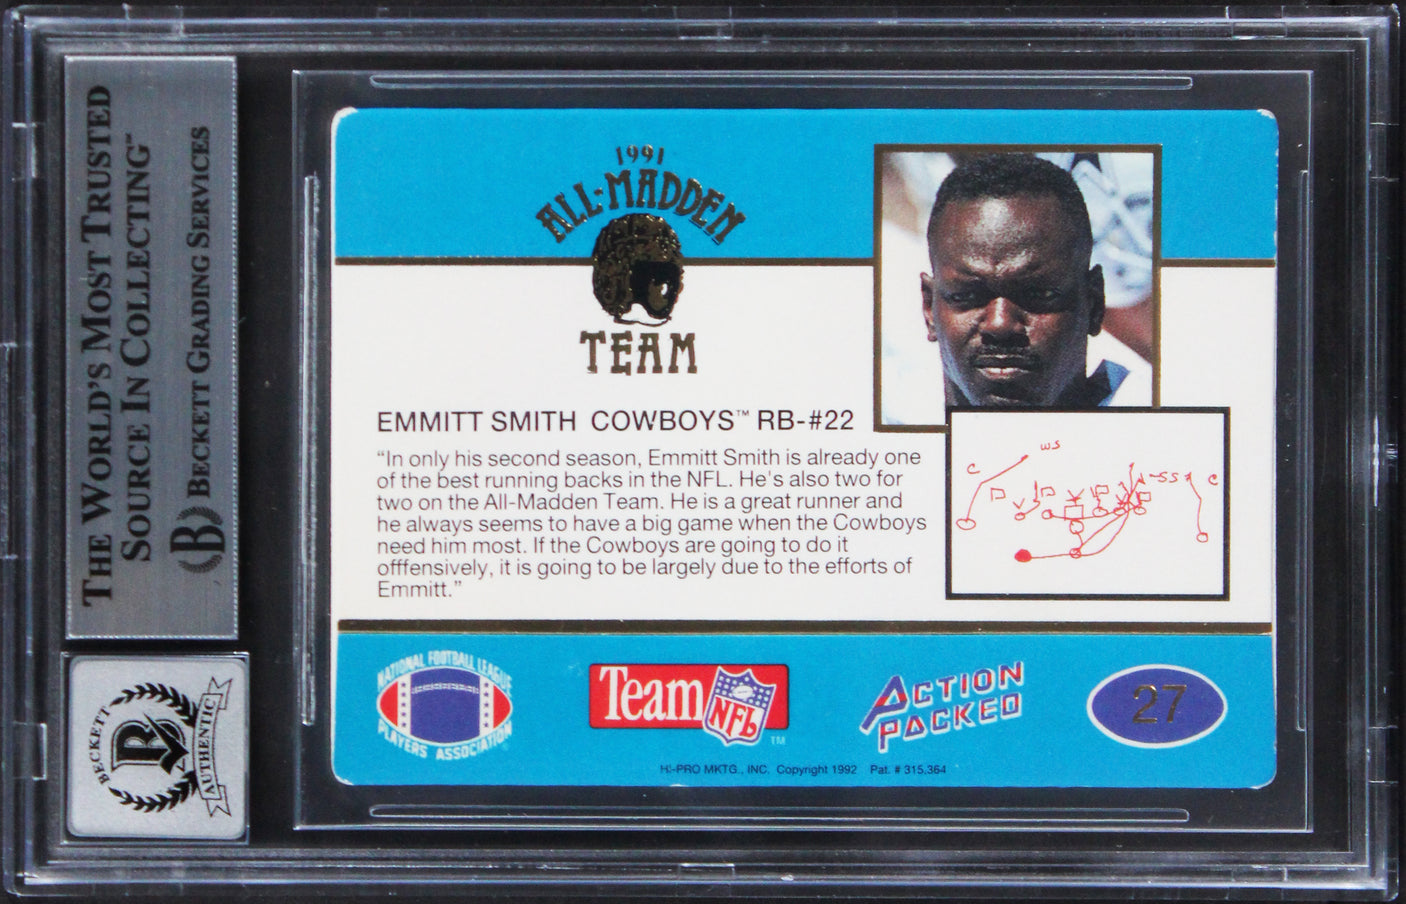 THE WORLD'S MOST TRUSTED
SOURCE IN COLLECTING™
B BECKETT GRADING SERVICES
BECKETT
B
AUTHENTIC
1991
ALL-MADDEN
TEAM
EMMITT SMITH COWBOYS™ RB-#22
“In only his second season, Emmitt Smith is already one
of the best running backs in the NFL. He's also two for
two on the All-Madden Team. He is a great runner and
he always seems to have a big game when the Cowboys
need him most. If the Cowboys are going to do it
offfensively, it is going to be largely due to the efforts of
Emmitt.”
WS
C
SS
C
NATIONAL FOOTBALL LEAGUE
PLAYERS ASSOCIATION
Team NFL ™
ACTION
PACKED
27
HI-PRO MKTG., INC. Copyright 1992 Pat. # 315,364